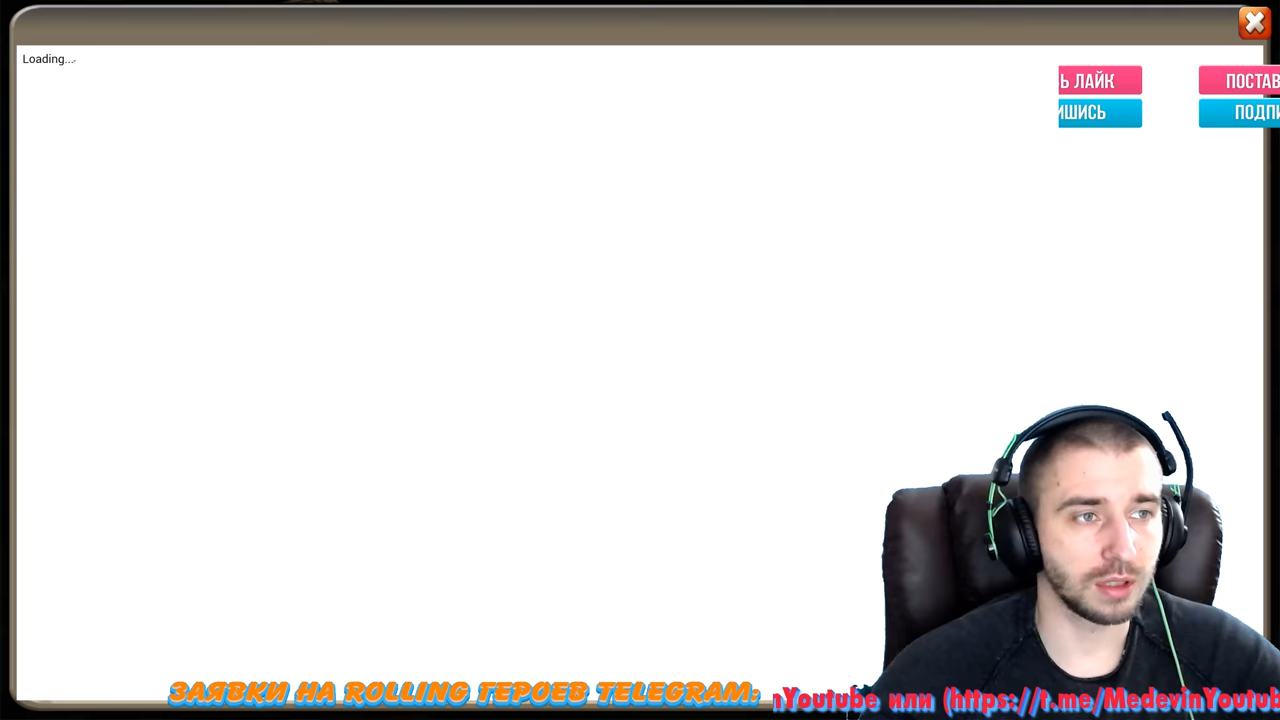 Loading...
Ь ЛАЙК
ПОСТАВ
ИШИСЬ
ПОДПИ
ЗАЯВКИ НА ROLLING ГЕРОЕВ TELEGRAM:
nYoutube или (https://t.me/MedevinYoutub